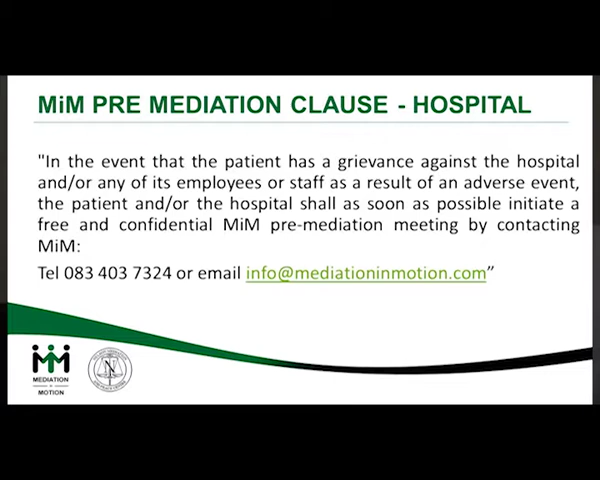 MiM PRE MEDIATION CLAUSE - HOSPITAL
"In the event that the patient has a grievance against the hospital
and/or any of its employees or staff as a result of an adverse event,
the patient and/or the hospital shall as soon as possible initiate a
free and confidential MiM pre-mediation meeting by contacting
MiM:
Tel 083 403 7324 or email info@mediationinmotion.com”
MEDIATION
MOTION